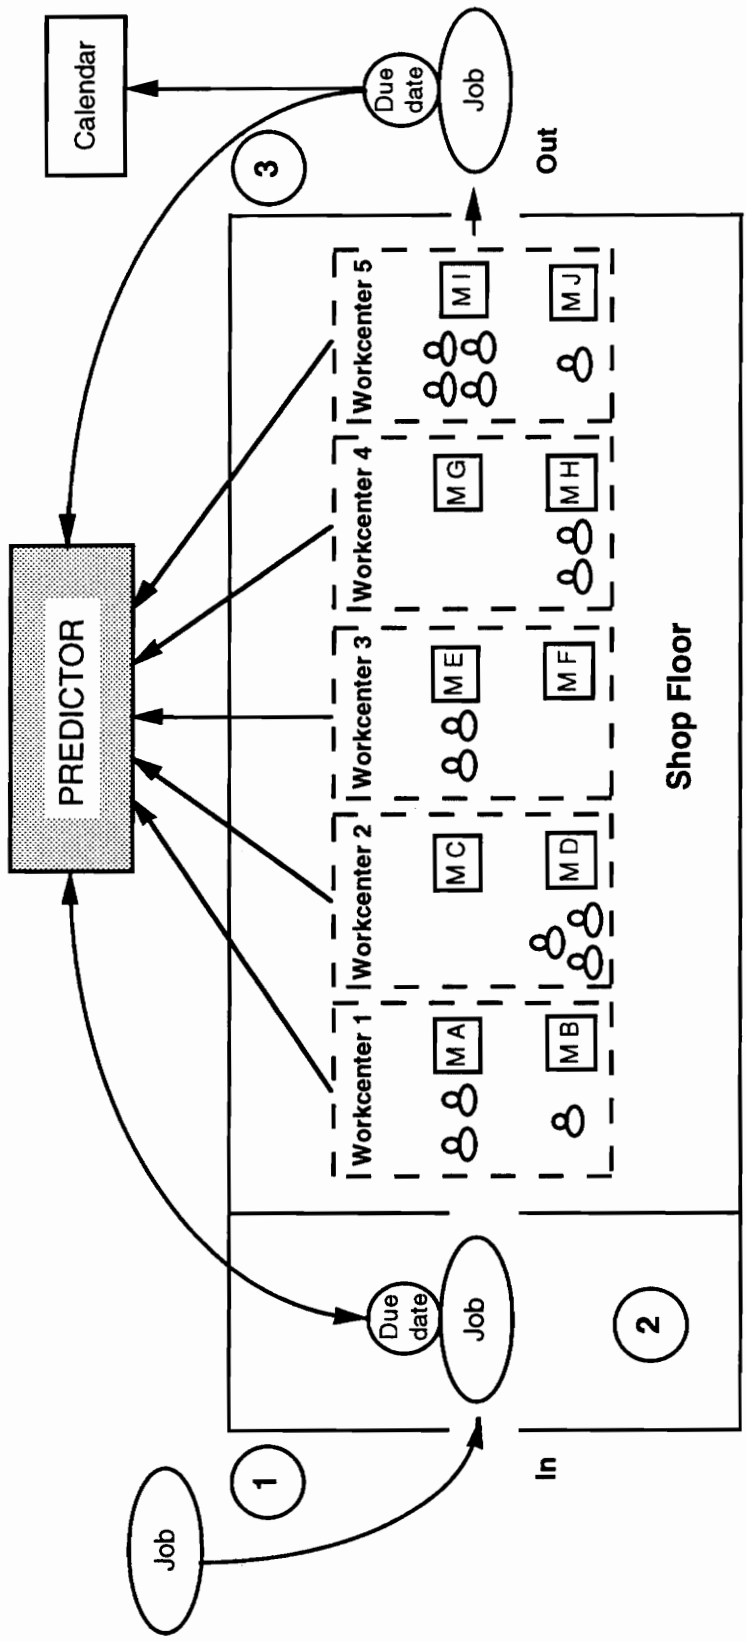 PREDICTOR
Calendar
Job
1
3
Due
date
Job
Due
date
Job
Workcenter 1
Workcenter 2
Workcenter 3
Workcenter 4
Workcenter 5
M A
M C
M E
M G
M I
M B
M D
M F
M H
M J
In
Out
2
Shop Floor